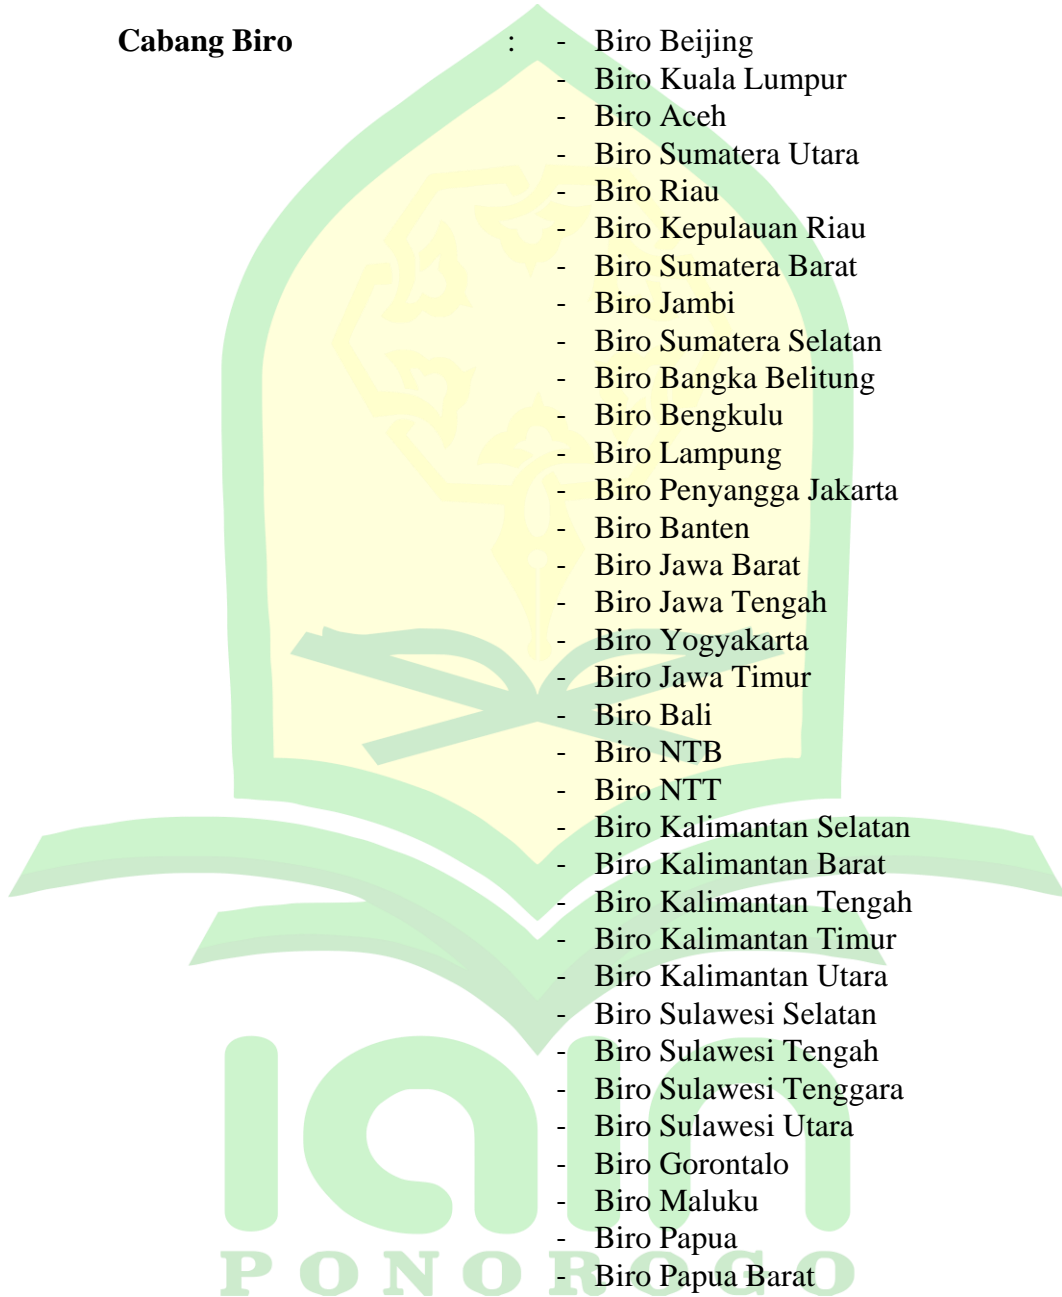 Cabang Biro : - Biro Beijing
- Biro Kuala Lumpur
- Biro Aceh
- Biro Sumatera Utara
- Biro Riau
- Biro Kepulauan Riau
- Biro Sumatera Barat
- Biro Jambi
- Biro Sumatera Selatan
- Biro Bangka Belitung
- Biro Bengkulu
- Biro Lampung
- Biro Penyangga Jakarta
- Biro Banten
- Biro Jawa Barat
- Biro Jawa Tengah
- Biro Yogyakarta
- Biro Jawa Timur
- Biro Bali
- Biro NTB
- Biro NTT
- Biro Kalimantan Selatan
- Biro Kalimantan Barat
- Biro Kalimantan Tengah
- Biro Kalimantan Timur
- Biro Kalimantan Utara
- Biro Sulawesi Selatan
- Biro Sulawesi Tengah
- Biro Sulawesi Tenggara
- Biro Sulawesi Utara
- Biro Gorontalo
- Biro Maluku
- Biro Papua
- Biro Papua Barat
iain
PONOROGO